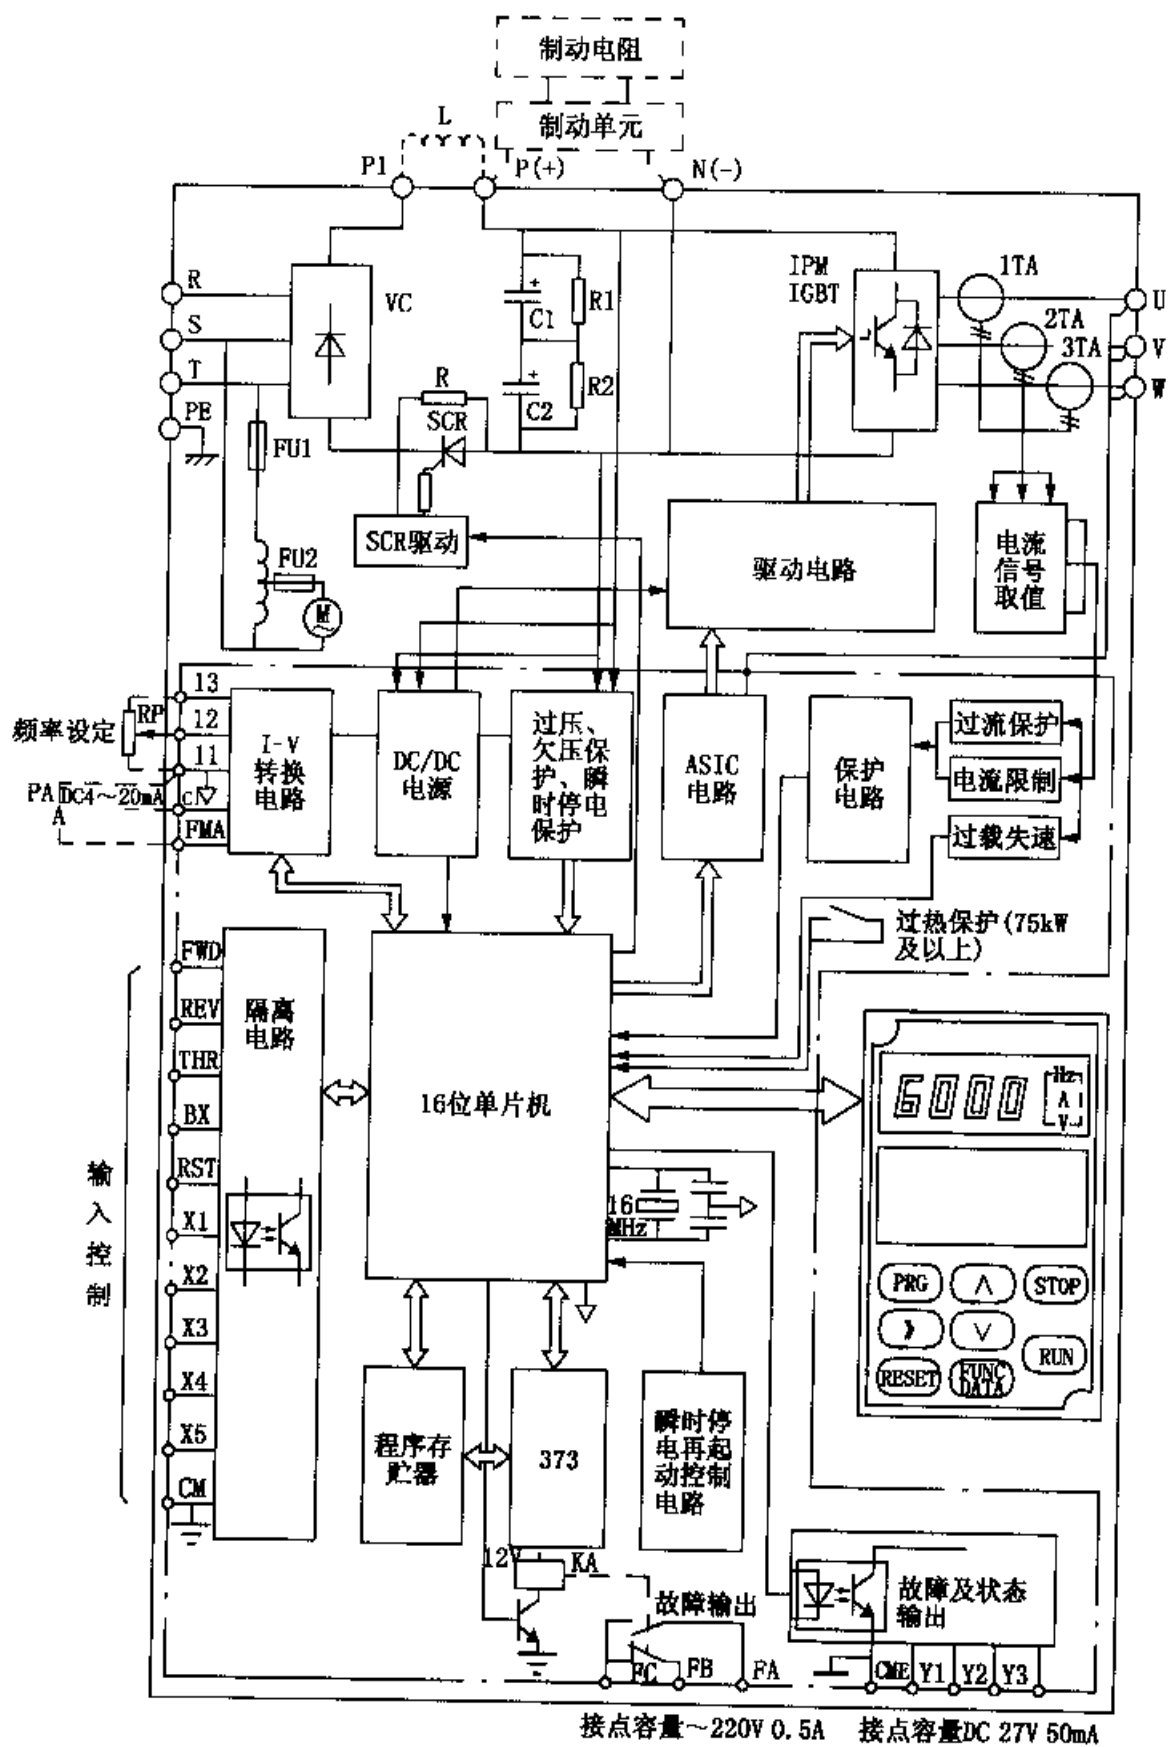 制动电阻
制动单元
L
P1
P(+)
N(-)
R
S
T
PE
VC
C1
R1
C2
R2
R
SCR
IPM
IGBT
1TA
2TA
3TA
U
V
W
FU1
FU2
M
SCR驱动
驱动电路
电流
信号
取值
13
12
11
C
FMA
RP
频率设定
PA
DC4~20mA
A
I-V
转换
电路
DC/DC
电源
过压、
欠压保
护、瞬
时停电
保护
ASIC
电路
保护
电路
过流保护
电流限制
过载失速
过热保护(75kW
及以上)
输
入
控
制
FWD
REV
THR
BX
RST
X1
X2
X3
X4
X5
CM
隔离
电路
16位单片机
16
MHz
6000
Hz
A
V
PRG
∧
STOP
❯
∨
RUN
RESET
FUNC
DATA
程序存
贮器
373
瞬时停
电再起
动控制
电路
12V
KA
故障输出
FC
FB
FA
故障及状态
输出
CME
Y1
Y2
Y3
接点容量~220V 0.5A
接点容量DC 27V 50mA